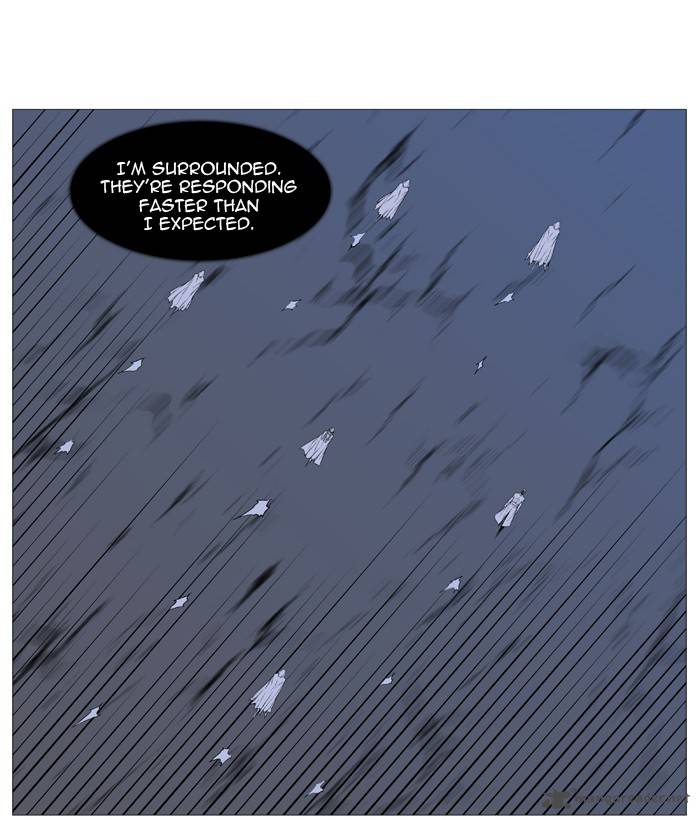 I'M SURROUNDED.
THEY'RE RESPONDING
FASTER THAN
I EXPECTED.